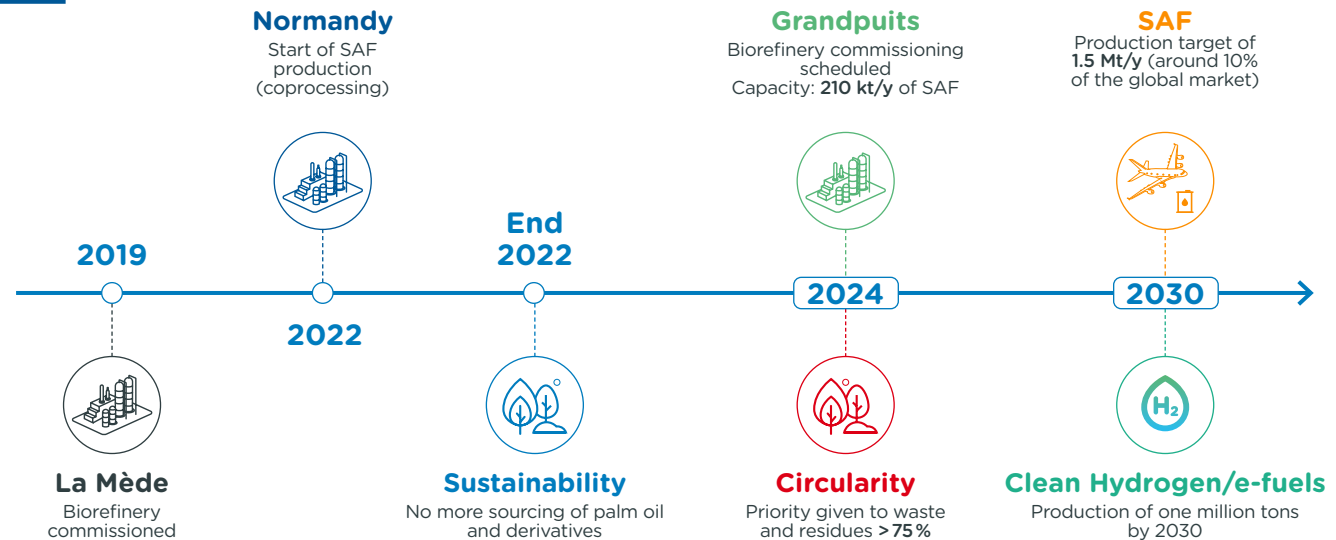 Normandy
Start of SAF
production
(coprocessing)
Grandpuits
Biorefinery commissioning
scheduled
Capacity: 210 kt/y of SAF
SAF
Production target of
1.5 Mt/y (around 10%
of the global market)
2019
2022
End
2022
2024
2030
La Mède
Biorefinery
commissioned
Sustainability
No more sourcing of palm oil
and derivatives
Circularity
Priority given to waste
and residues >75%
H₂
Clean Hydrogen/e-fuels
Production of one million tons
by 2030